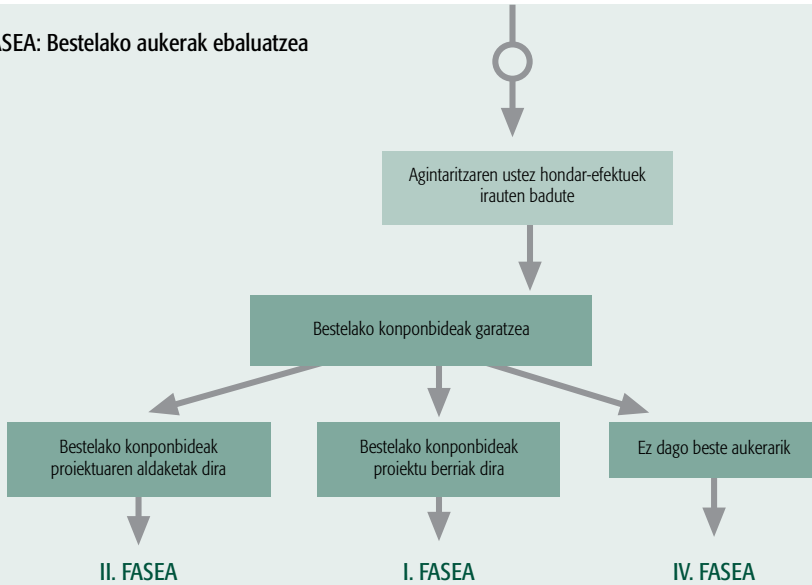 ASEA: Bestelako aukerak ebaluatzea
Agintaritzaren ustez hondar-efektuek
irauten badute
Bestelako konponbideak garatzea
Bestelako konponbideak
proiektuaren aldaketak dira
Bestelako konponbideak
proiektu berriak dira
Ez dago beste aukerarik
II. FASEA
I. FASEA
IV. FASEA